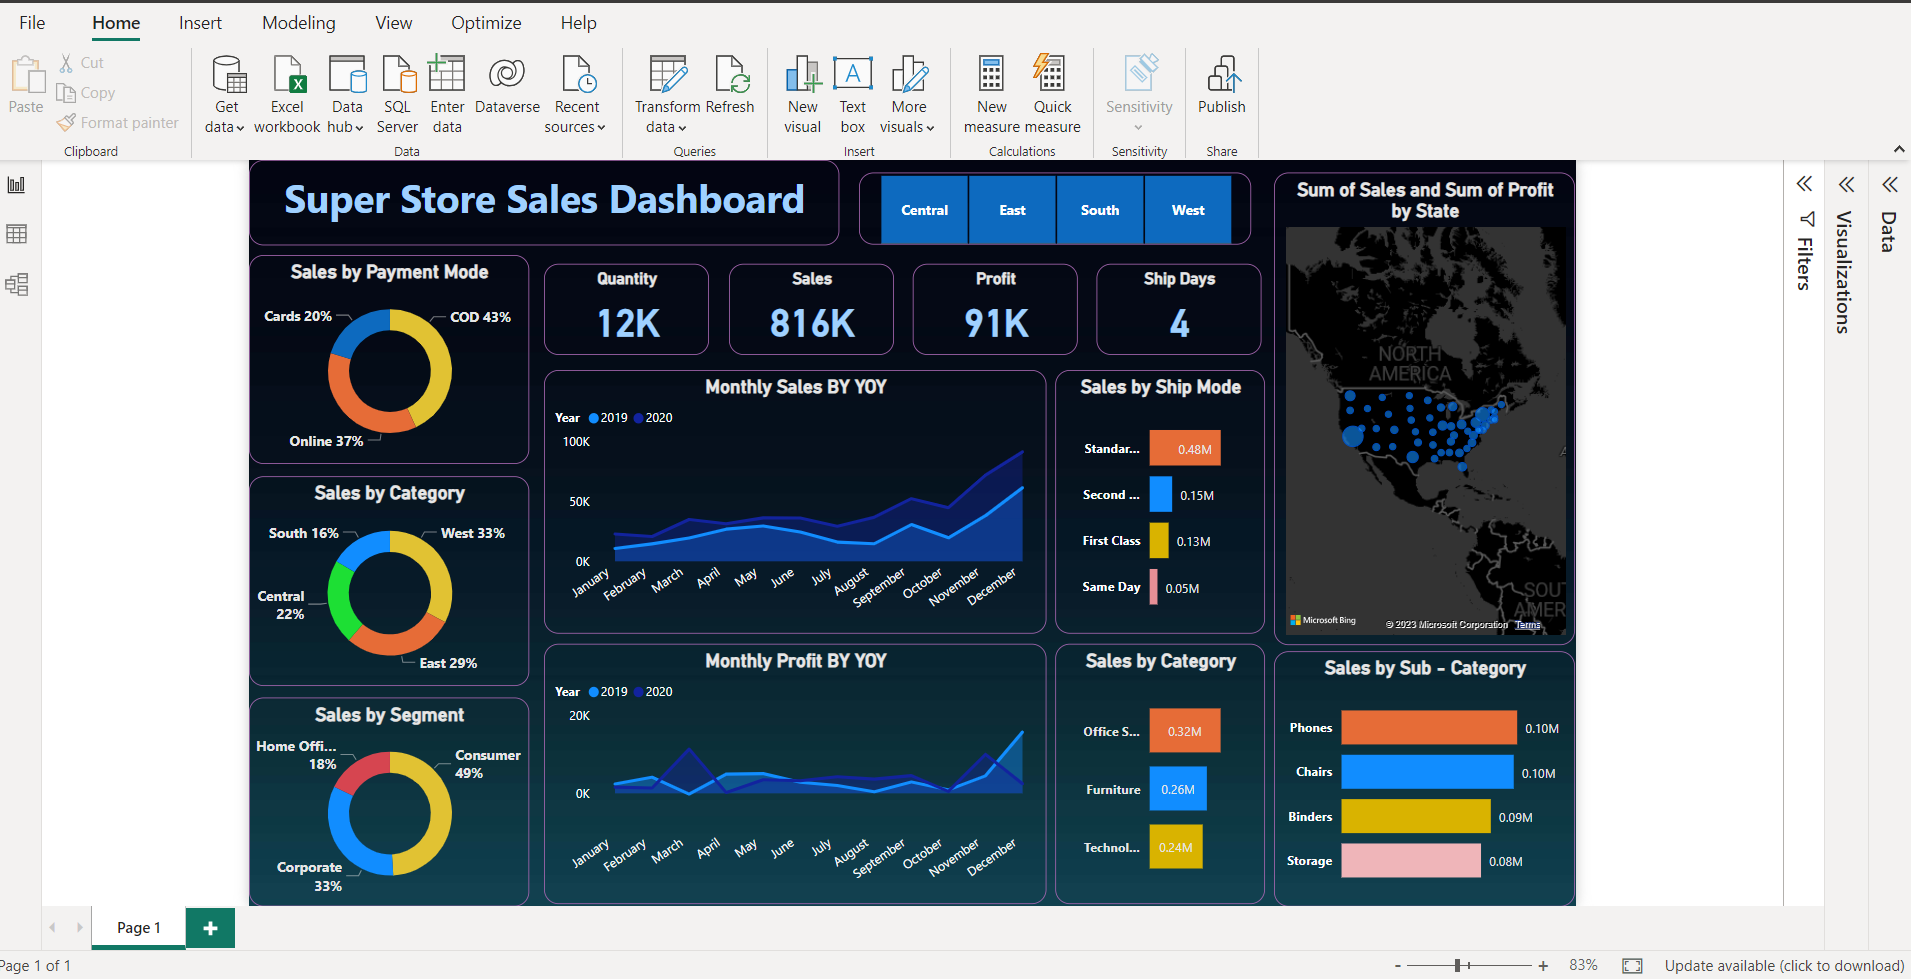 File Home Insert Modeling View Optimize Help
Paste
Cut
Copy
Format painter
Clipboard
Get data
Excel workbook
Data hub
SQL Server
Enter data
Dataverse
Recent sources
Data
Transform data
Refresh
Queries
New visual
Text box
More visuals
Insert
New measure
Quick measure
Calculations
Sensitivity
Sensitivity
Publish
Share
Super Store Sales Dashboard
Central East South West
Sum of Sales and Sum of Profit
by State
NORTH
AMERICA
SOUT
AMER
Microsoft Bing
© 2023 Microsoft Corporation Terms
Sales by Payment Mode
Cards 20%
COD 43%
Online 37%
Quantity
12K
Sales
816K
Profit
91K
Ship Days
4
Sales by Category
South 16%
West 33%
Central
22%
East 29%
Monthly Sales BY YOY
Year 2019 2020
100K
50K
0K
January February March April May June July August September October November December
Sales by Ship Mode
Standar... 0.48M
Second ... 0.15M
First Class 0.13M
Same Day 0.05M
Sales by Segment
Home Offi...
18%
Consumer
49%
Corporate
33%
Monthly Profit BY YOY
Year 2019 2020
20K
0K
January February March April May June July August September October November December
Sales by Category
Office S... 0.32M
Furniture 0.26M
Technol... 0.24M
Sales by Sub - Category
Phones 0.10M
Chairs 0.10M
Binders 0.09M
Storage 0.08M
Filters
Visualizations
Data
Page 1
Page 1 of 1
83%
Update available (click to download)